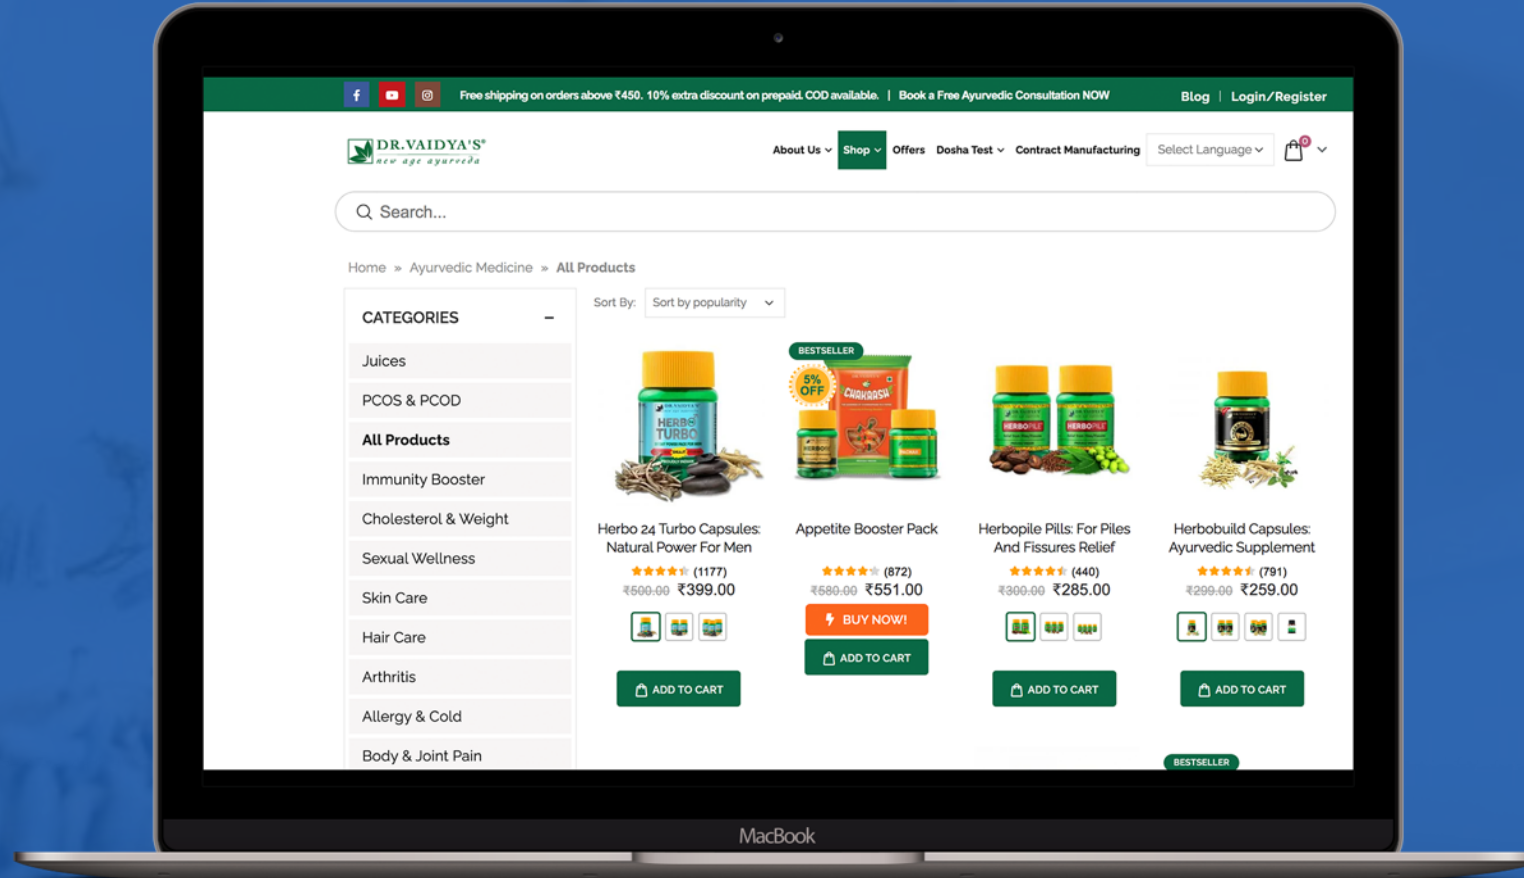 Free shipping on orders above ₹450. 10% extra discount on prepaid. COD available. | Book a Free Ayurvedic Consultation NOW
Blog | Login/Register
DR.VAIDYA'S®
new age ayurveda
About Us
Shop
Offers
Dosha Test
Contract Manufacturing
Select Language
0
Search...
Home » Ayurvedic Medicine » All Products
CATEGORIES
Juices
PCOS & PCOD
All Products
Immunity Booster
Cholesterol & Weight
Sexual Wellness
Skin Care
Hair Care
Arthritis
Allergy & Cold
Body & Joint Pain
Sort By: Sort by popularity
HERBO
TURBO
Herbo 24 Turbo Capsules:
Natural Power For Men
(1177)
₹500.00 ₹399.00
ADD TO CART
BESTSELLER
5%
OFF
CHAKAASH
Appetite Booster Pack
(872)
₹580.00 ₹551.00
BUY NOW!
ADD TO CART
HERBOPILE HERBOPILE
Herbopile Pills: For Piles
And Fissures Relief
(440)
₹300.00 ₹285.00
ADD TO CART
Herbobuild Capsules:
Ayurvedic Supplement
(791)
₹299.00 ₹259.00
ADD TO CART
BESTSELLER
MacBook